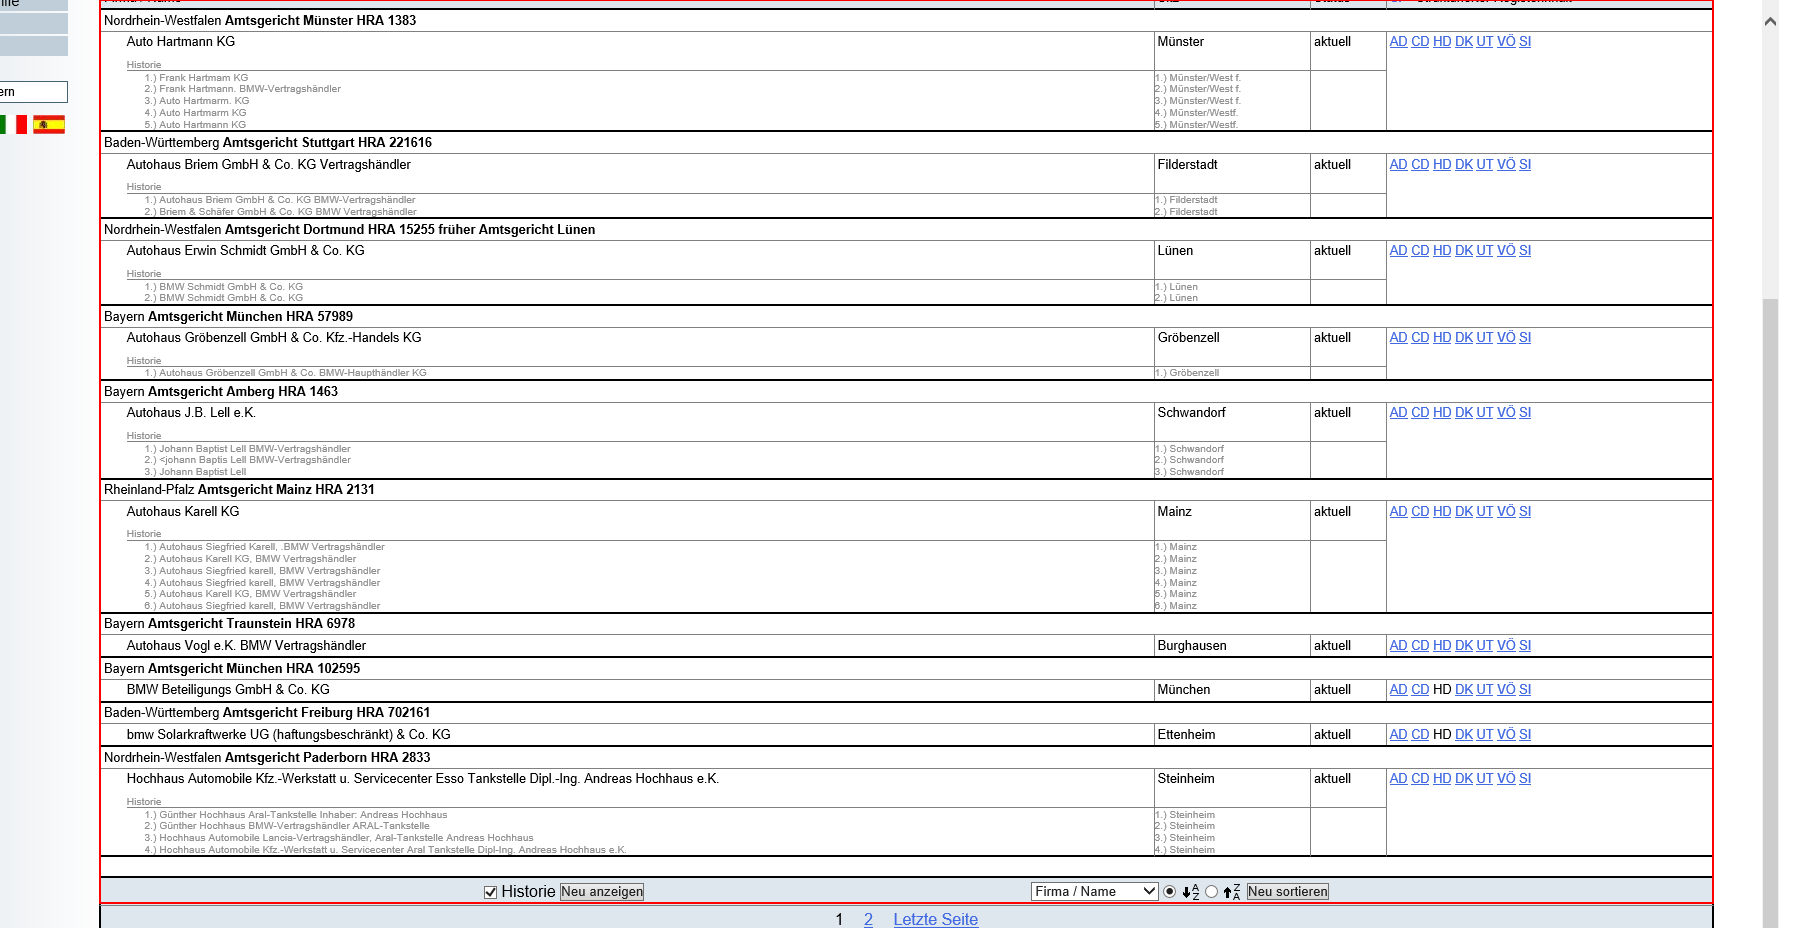 Nordrhein-Westfalen Amtsgericht Münster HRA 1383
Auto Hartmann KG Münster aktuell AD CD HD DK UT VÖ SI
Historie
1.) Frank Hartmam KG 1.) Münster/West f.
2.) Frank Hartmann. BMW-Vertragshändler 2.) Münster/West f.
3.) Auto Hartmarm. KG 3.) Münster/West f.
4.) Auto Hartmarm KG 4.) Münster/Westf.
5.) Auto Hartmann KG 5.) Münster/Westf.
ern
Baden-Württemberg Amtsgericht Stuttgart HRA 221616
Autohaus Briem GmbH & Co. KG Vertragshändler Filderstadt aktuell AD CD HD DK UT VÖ SI
Historie
1.) Autohaus Briem GmbH & Co. KG BMW-Vertragshändler 1.) Filderstadt
2.) Briem & Schäfer GmbH & Co. KG BMW Vertragshändler 2.) Filderstadt
Nordrhein-Westfalen Amtsgericht Dortmund HRA 15255 früher Amtsgericht Lünen
Autohaus Erwin Schmidt GmbH & Co. KG Lünen aktuell AD CD HD DK UT VÖ SI
Historie
1.) BMW Schmidt GmbH & Co. KG 1.) Lünen
2.) BMW Schmidt GmbH & Co. KG 2.) Lünen
Bayern Amtsgericht München HRA 57989
Autohaus Gröbenzell GmbH & Co. Kfz.-Handels KG Gröbenzell aktuell AD CD HD DK UT VÖ SI
Historie
1.) Autohaus Gröbenzell GmbH & Co. BMW-Haupthändler KG 1.) Gröbenzell
Bayern Amtsgericht Amberg HRA 1463
Autohaus J.B. Lell e.K. Schwandorf aktuell AD CD HD DK UT VÖ SI
Historie
1.) Johann Baptist Lell BMW-Vertragshändler 1.) Schwandorf
2.) <johann Baptis Lell BMW-Vertragshändler 2.) Schwandorf
3.) Johann Baptist Lell 3.) Schwandorf
Rheinland-Pfalz Amtsgericht Mainz HRA 2131
Autohaus Karell KG Mainz aktuell AD CD HD DK UT VÖ SI
Historie
1.) Autohaus Siegfried Karell, .BMW Vertragshändler 1.) Mainz
2.) Autohaus Karell KG, BMW Vertragshändler 2.) Mainz
3.) Autohaus Siegfried karell, BMW Vertragshändler 3.) Mainz
4.) Autohaus Siegfried karell, BMW Vertragshändler 4.) Mainz
5.) Autohaus Karell KG, BMW Vertragshändler 5.) Mainz
6.) Autohaus Siegfried karell, BMW Vertragshändler 6.) Mainz
Bayern Amtsgericht Traunstein HRA 6978
Autohaus Vogl e.K. BMW Vertragshändler Burghausen aktuell AD CD HD DK UT VÖ SI
Bayern Amtsgericht München HRA 102595
BMW Beteiligungs GmbH & Co. KG München aktuell AD CD HD DK UT VÖ SI
Baden-Württemberg Amtsgericht Freiburg HRA 702161
bmw Solarkraftwerke UG (haftungsbeschränkt) & Co. KG Ettenheim aktuell AD CD HD DK UT VÖ SI
Nordrhein-Westfalen Amtsgericht Paderborn HRA 2833
Hochhaus Automobile Kfz.-Werkstatt u. Servicecenter Esso Tankstelle Dipl.-Ing. Andreas Hochhaus e.K. Steinheim aktuell AD CD HD DK UT VÖ SI
Historie
1.) Günther Hochhaus Aral-Tankstelle Inhaber: Andreas Hochhaus 1.) Steinheim
2.) Günther Hochhaus BMW-Vertragshändler ARAL-Tankstelle 2.) Steinheim
3.) Hochhaus Automobile Lancia-Vertragshändler, Aral-Tankstelle Andreas Hochhaus 3.) Steinheim
4.) Hochhaus Automobile Kfz.-Werkstatt u. Servicecenter Aral Tankstelle Dipl-Ing. Andreas Hochhaus e.K. 4.) Steinheim
Historie Neu anzeigen Firma / Name A Z Z A Neu sortieren
1 2 Letzte Seite